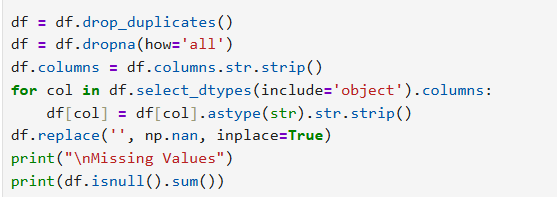 df = df.drop_duplicates()
df = df.dropna(how='all')
df.columns = df.columns.str.strip()
for col in df.select_dtypes(include='object').columns:
    df[col] = df[col].astype(str).str.strip()
df.replace('', np.nan, inplace=True)
print("\nMissing Values")
print(df.isnull().sum())